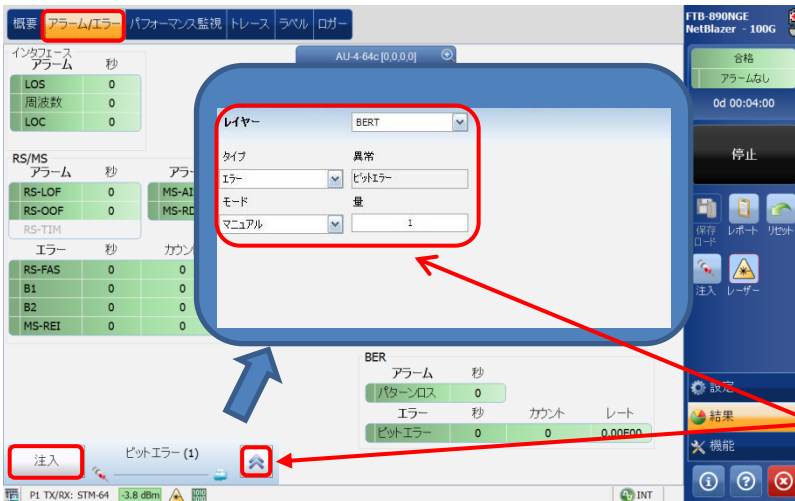 概要 アラーム/エラー パフォーマンス監視 トレース ラベル ロガー
FTB-890NGE
NetBlazer - 100G
合格
アラームなし
0d 00:04:00
停止
保存
ロード
レポート
リセット
注入
レーザー
設定
結果
機能
インタフェース
アラーム 秒
LOS 0
周波数 0
LOC 0
AU-4-64c [0,0,0,0]
レイヤー BERT
タイプ 異常
エラー ビットエラー
モード 量
マニュアル 1
RS/MS
アラーム 秒 アラー
RS-LOF 0 MS-AI
RS-OOF 0 MS-RD
RS-TIM
エラー 秒 カウン
RS-FAS 0 0
B1 0 0
B2 0 0
MS-REI 0 0
BER
アラーム 秒
パターンロス 0
エラー 秒 カウント レート
ビットエラー 0 0 0.00E00
注入 ビットエラー (1)
P1 TX/RX: STM-64 -3.8 dBm INT